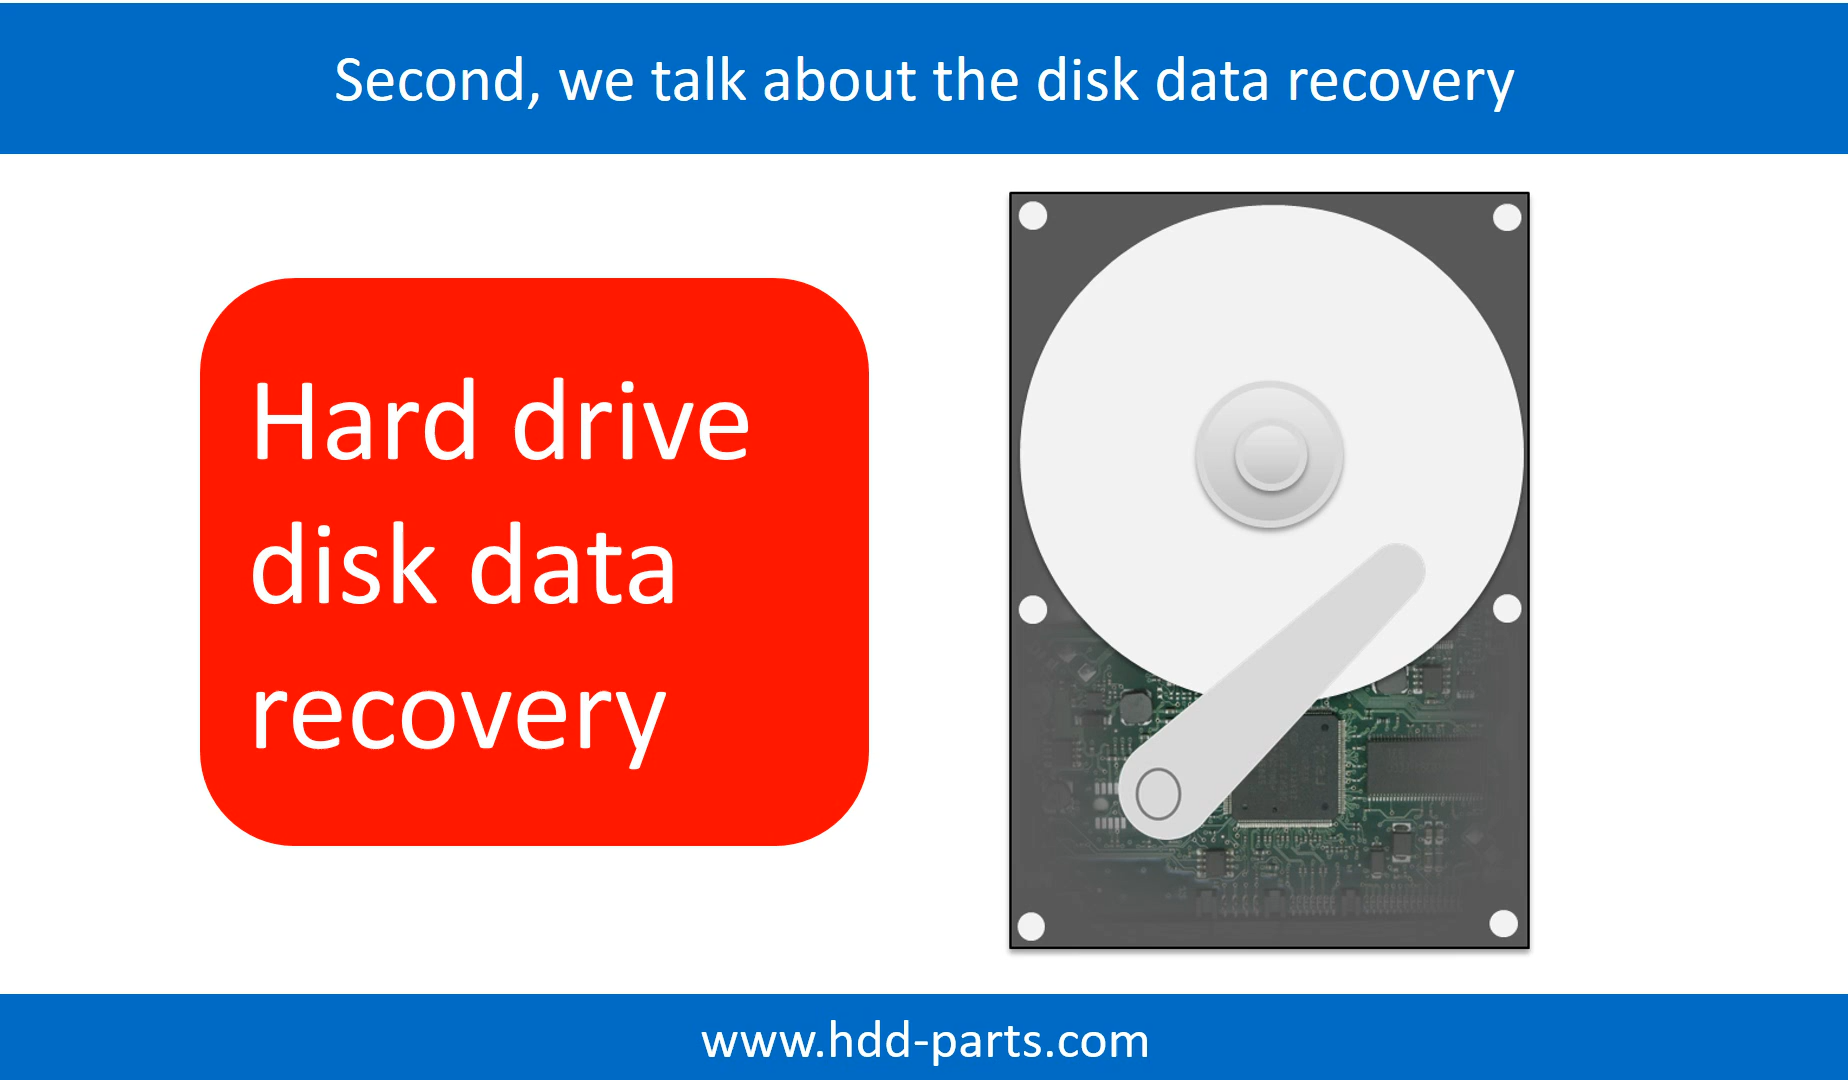 Second, we talk about the disk data recovery
Hard drive
disk data
recovery
www.hdd-parts.com